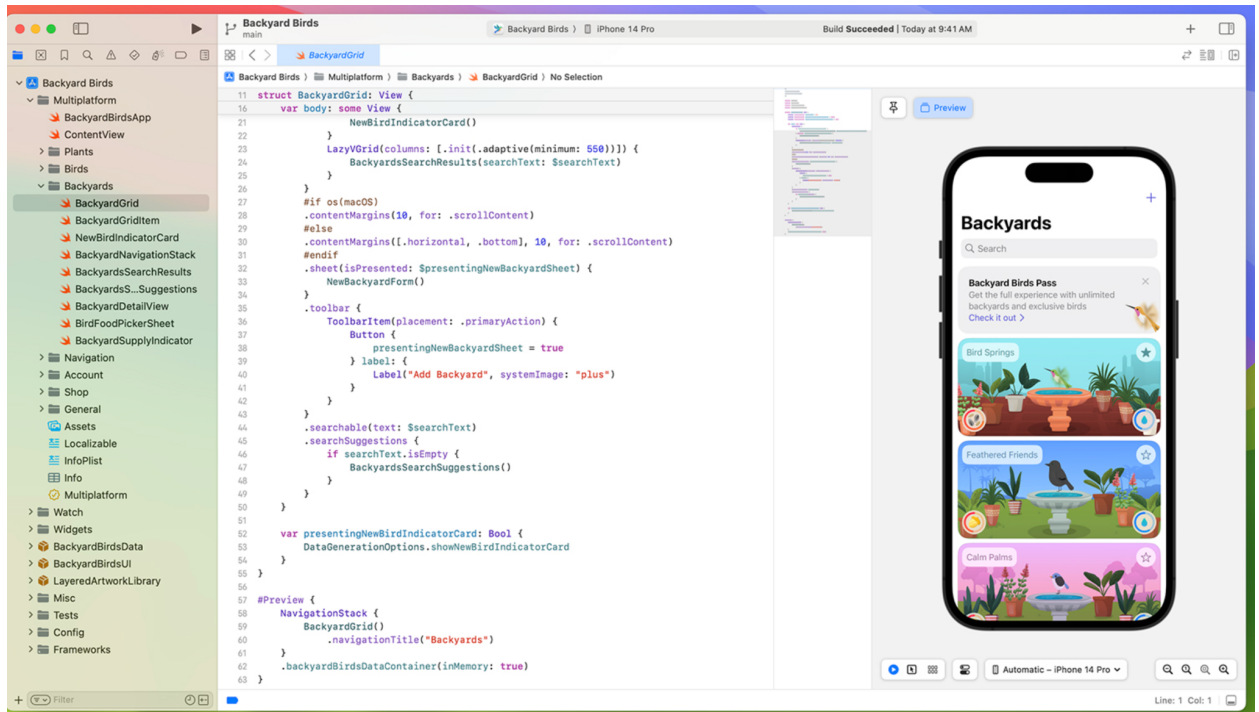 Backyard Birds
main
Backyard Birds 〉 iPhone 14 Pro
Build Succeeded | Today at 9:41 AM
BackyardGrid
Backyard Birds 〉 Multiplatform 〉 Backyards 〉 BackyardGrid 〉 No Selection
Backyard Birds
Multiplatform
BackyardBirdsApp
ContentView
Plants
Birds
Backyards
BackyardGrid
BackyardGridItem
NewBirdIndicatorCard
BackyardNavigationStack
BackyardsSearchResults
BackyardsS...Suggestions
BackyardDetailView
BirdFoodPickerSheet
BackyardSupplyIndicator
Navigation
Account
Shop
General
Assets
Localizable
InfoPlist
Info
Multiplatform
Watch
Widgets
BackyardBirdsData
BackyardBirdsUI
LayeredArtworkLibrary
Misc
Tests
Config
Frameworks
Filter
11 struct BackyardGrid: View {
16 var body: some View {
21 NewBirdIndicatorCard()
22 }
23 LazyVGrid(columns: [.init(.adaptive(minimum: 550))]) {
24 BackyardsSearchResults(searchText: $searchText)
25 }
26 }
27 #if os(macOS)
28 .contentMargins(10, for: .scrollContent)
29 #else
30 .contentMargins([.horizontal, .bottom], 10, for: .scrollContent)
31 #endif
32 .sheet(isPresented: $presentingNewBackyardSheet) {
33 NewBackyardForm()
34 }
35 .toolbar {
36 ToolbarItem(placement: .primaryAction) {
37 Button {
38 presentingNewBackyardSheet = true
39 } label: {
40 Label("Add Backyard", systemImage: "plus")
41 }
42 }
43 }
44 .searchable(text: $searchText)
45 .searchSuggestions {
46 if searchText.isEmpty {
47 BackyardsSearchSuggestions()
48 }
49 }
50 }
51
52 var presentingNewBirdIndicatorCard: Bool {
53 DataGenerationOptions.showNewBirdIndicatorCard
54 }
55 }
56
57 #Preview {
58 NavigationStack {
59 BackyardGrid()
60 .navigationTitle("Backyards")
61 }
62 .backyardBirdsDataContainer(inMemory: true)
63 }
Preview
Backyards
Search
Backyard Birds Pass
Get the full experience with unlimited
backyards and exclusive birds
Check it out >
Bird Springs
Feathered Friends
Calm Palms
Automatic – iPhone 14 Pro
Line: 1 Col: 1